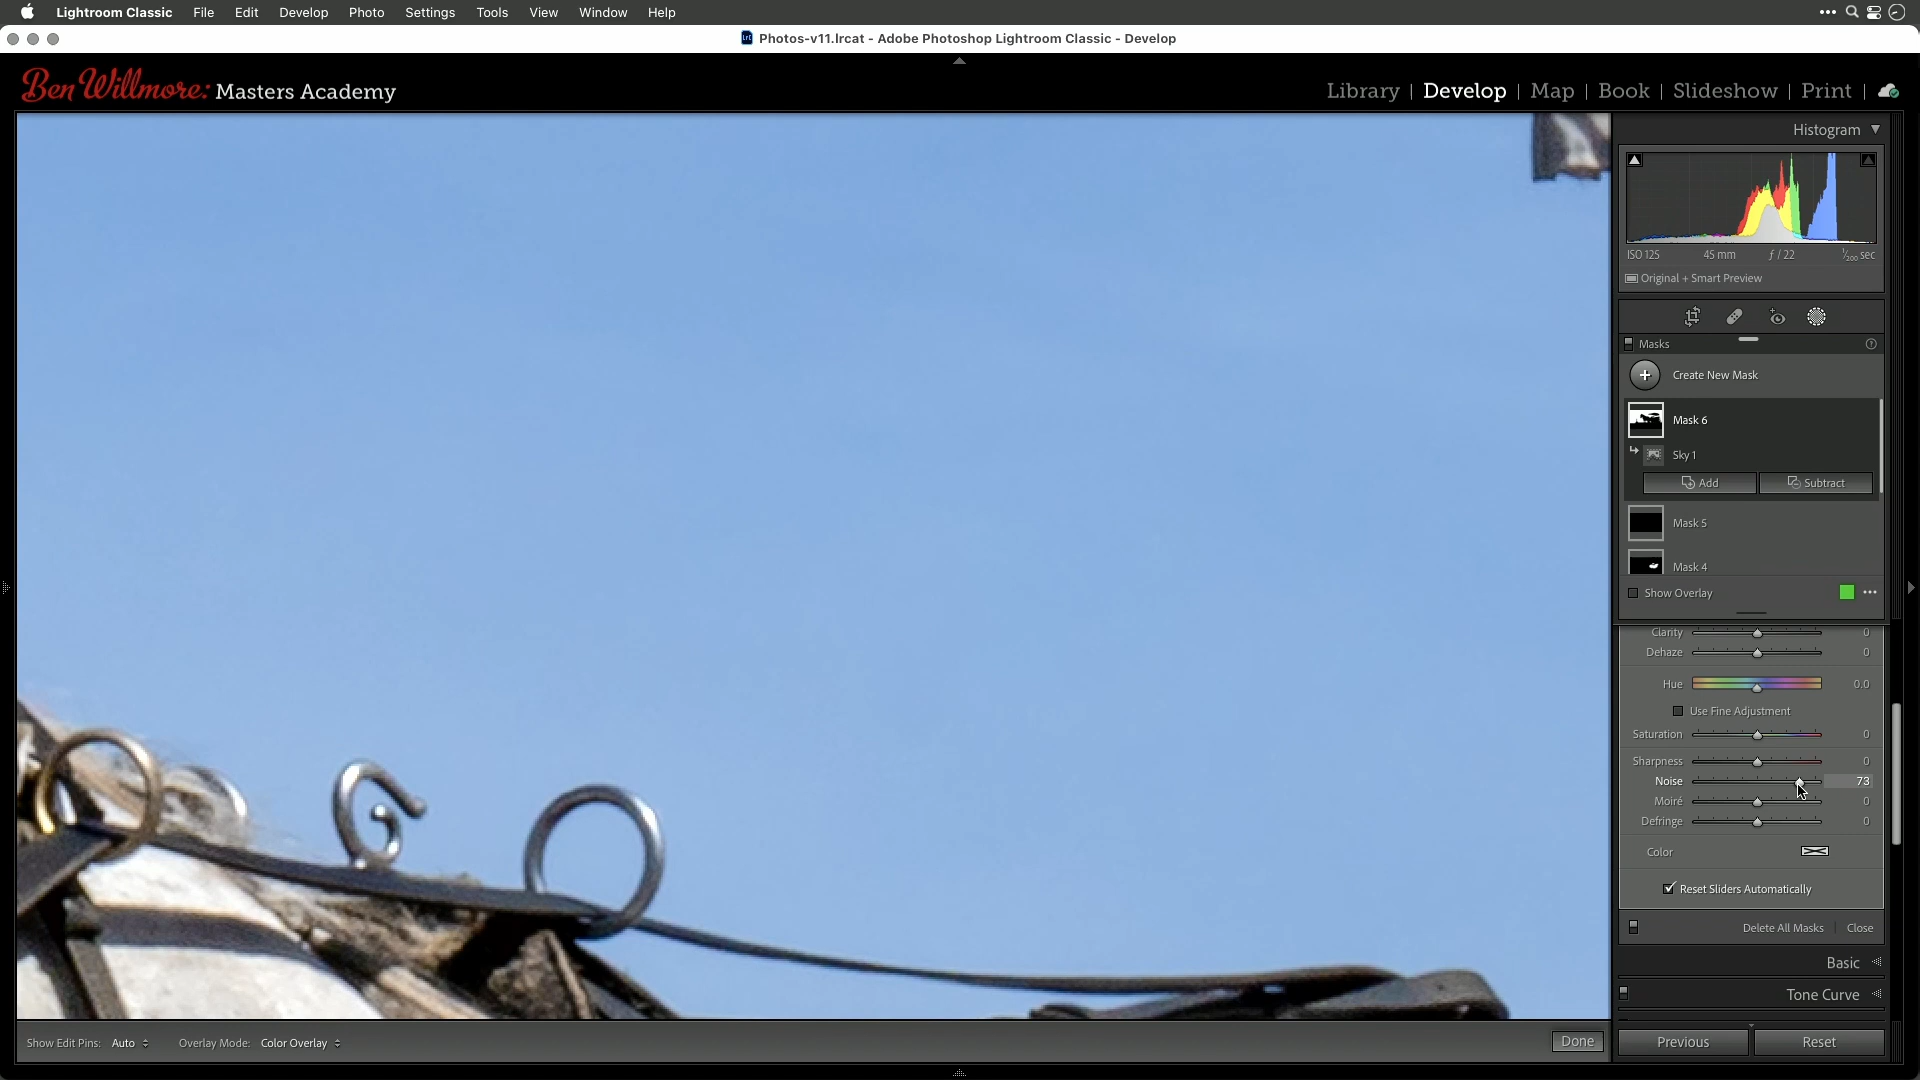 Lightroom Classic File Edit Develop Photo Settings Tools View Window Help
Photos-v11.lrcat - Adobe Photoshop Lightroom Classic - Develop
Ben Willmore: Masters Academy
Library | Develop | Map | Book | Slideshow | Print |
Histogram
ISO 125 45 mm ƒ / 22 1/200 sec
Original + Smart Preview
Masks
Create New Mask
Mask 6
Sky 1
Add Subtract
Mask 5
Mask 4
Show Overlay
Clarity 0
Dehaze 0
Hue 0.0
Use Fine Adjustment
Saturation 0
Sharpness 0
Noise 73
Moiré 0
Defringe 0
Color
Reset Sliders Automatically
Delete All Masks Close
Basic
Tone Curve
Show Edit Pins: Auto Overlay Mode: Color Overlay Done
Previous Reset